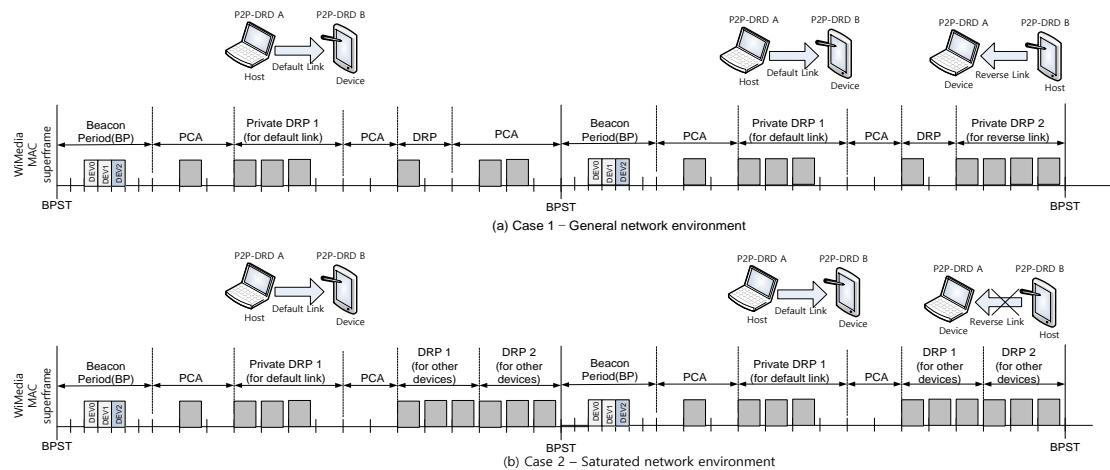 P2P-DRD A P2P-DRD B P2P-DRD A P2P-DRD B P2P-DRD A P2P-DRD B
Default Link Default Link Reverse Link
Host Device Host Device Device Host
WiMedia MAC superframe
Beacon Period(BP) PCA Private DRP 1 (for default link) PCA DRP PCA Beacon Period(BP) PCA Private DRP 1 (for default link) PCA DRP Private DRP 2 (for reverse link)
DEV0 DEV1 DEV2 DEV0 DEV1 DEV2
BPST BPST BPST
(a) Case 1 – General network environment
P2P-DRD A P2P-DRD B P2P-DRD A P2P-DRD B P2P-DRD A P2P-DRD B
Default Link Default Link Reverse Link
Host Device Host Device Device Host
WiMedia MAC superframe
Beacon Period(BP) PCA Private DRP 1 (for default link) PCA DRP 1 (for other devices) DRP 2 (for other devices) Beacon Period(BP) PCA Private DRP 1 (for default link) PCA DRP 1 (for other devices) DRP 2 (for other devices)
DEV0 DEV1 DEV2 DEV0 DEV1 DEV2
BPST BPST BPST
(b) Case 2 – Saturated network environment